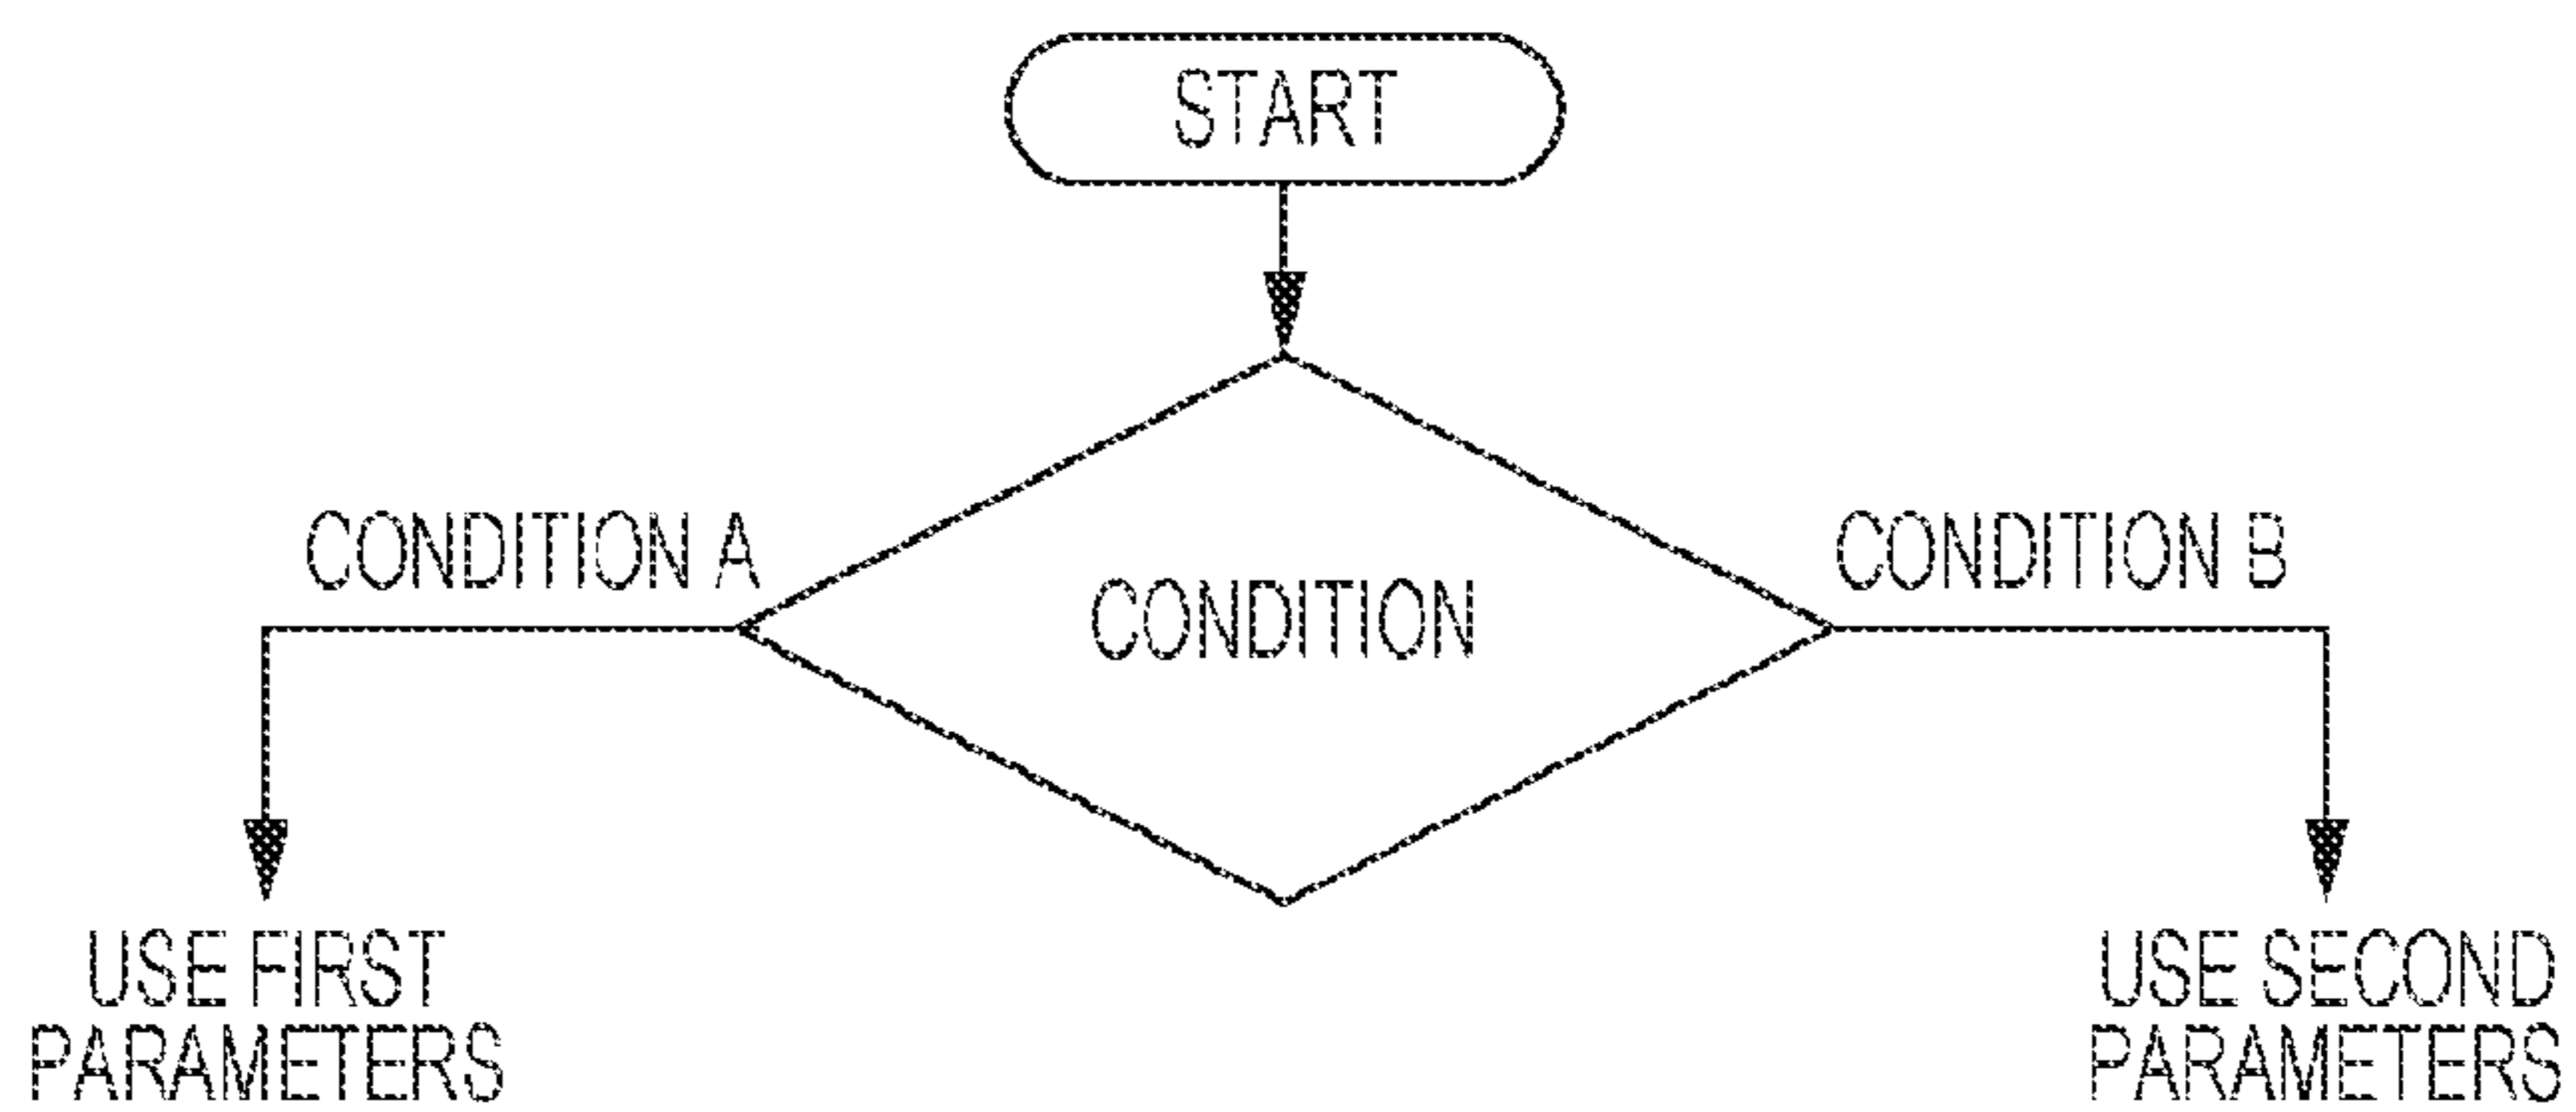 START
CONDITION A
CONDITION B
CONDITION
USE FIRST
PARAMETERS
USE SECOND
PARAMETERS